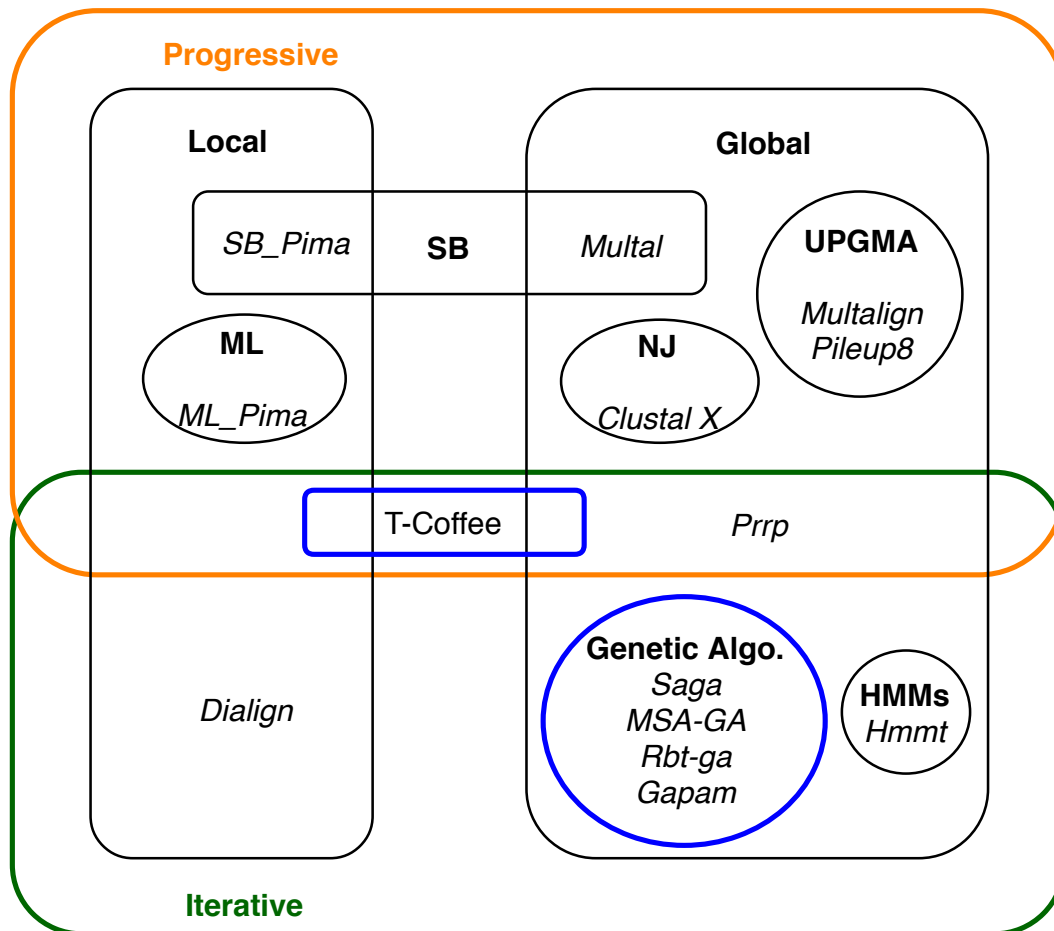 Progressive
Local
Global
SB_Pima
SB
Multal
UPGMA
Multalign
Pileup8
ML
ML_Pima
NJ
Clustal X
T-Coffee
Prrp
Dialign
Genetic Algo.
Saga
MSA-GA
Rbt-ga
Gapam
HMMs
Hmmt
Iterative